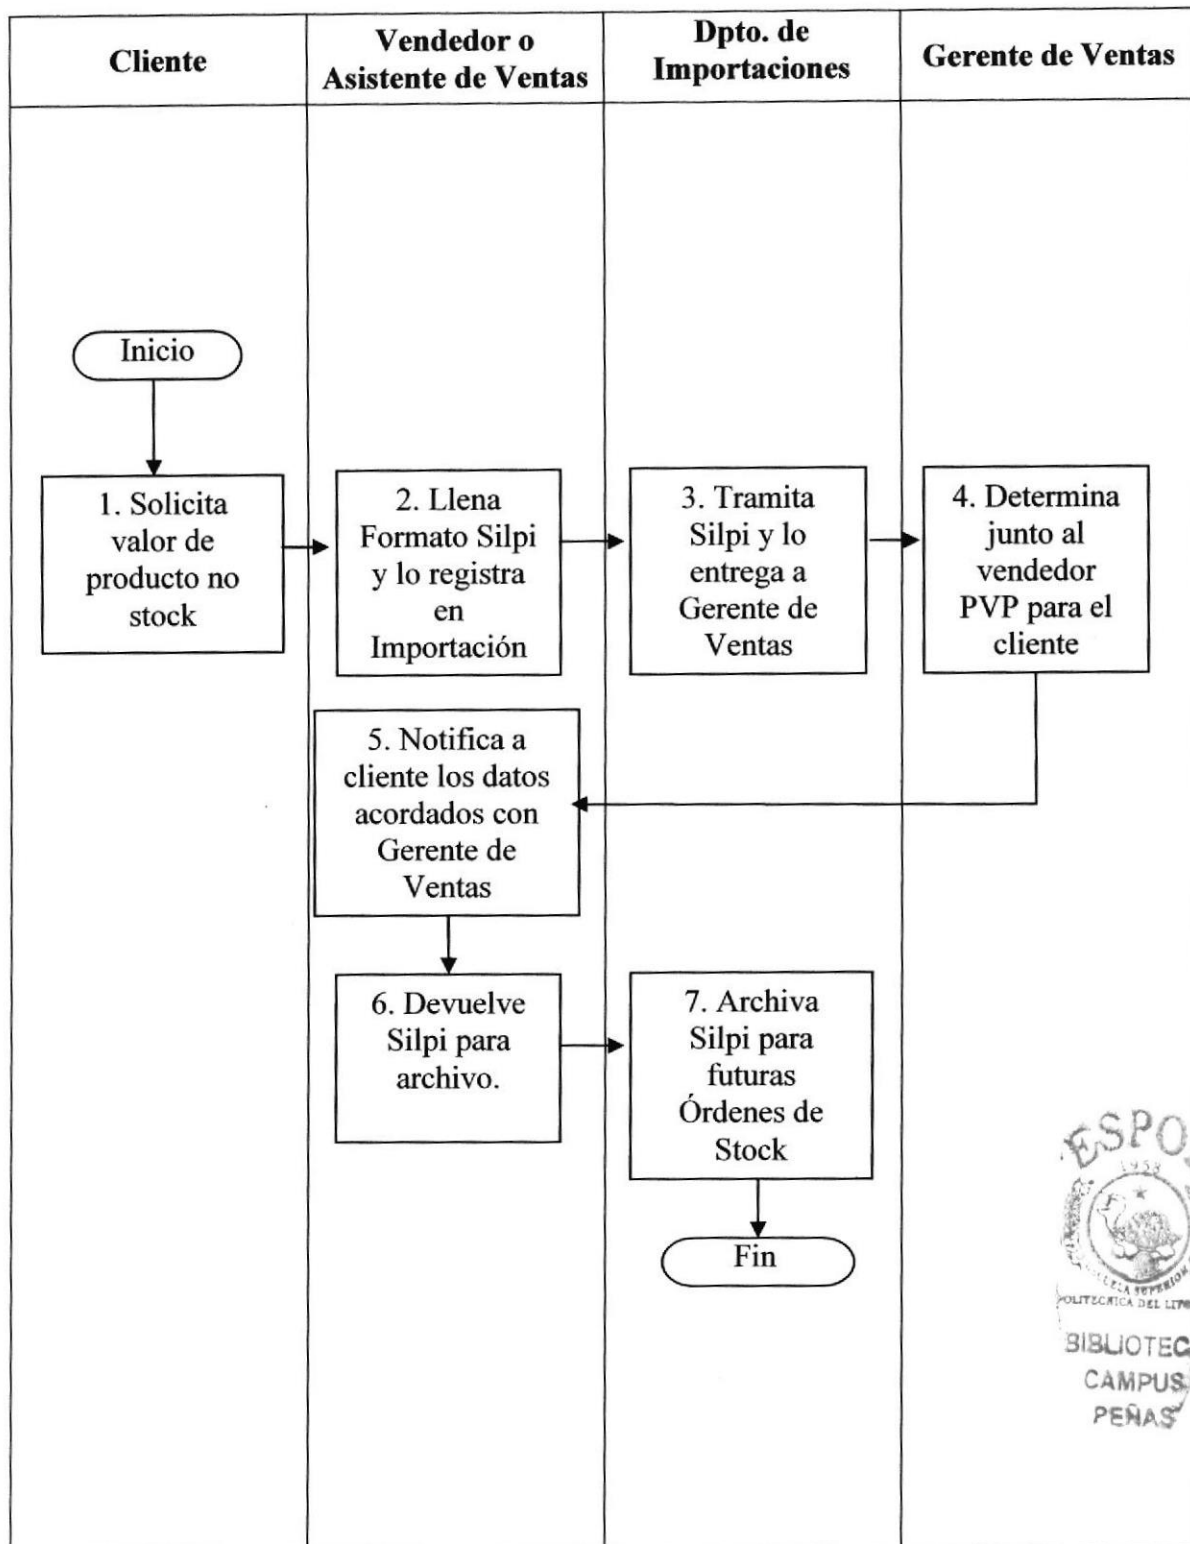 Cliente
Vendedor o
Asistente de Ventas
Dpto. de
Importaciones
Gerente de Ventas
Inicio
1. Solicita
valor de
producto no
stock
2. Llena
Formato Silpi
y lo registra
en
Importación
3. Tramita
Silpi y lo
entrega a
Gerente de
Ventas
4. Determina
junto al
vendedor
PVP para el
cliente
5. Notifica a
cliente los datos
acordados con
Gerente de
Ventas
6. Devuelve
Silpi para
archivo.
7. Archiva
Silpi para
futuras
Órdenes de
Stock
Fin
ESPO
1958
POLITECNICA DEL
BIBLIOTEC
CAMPUS
PEÑAS